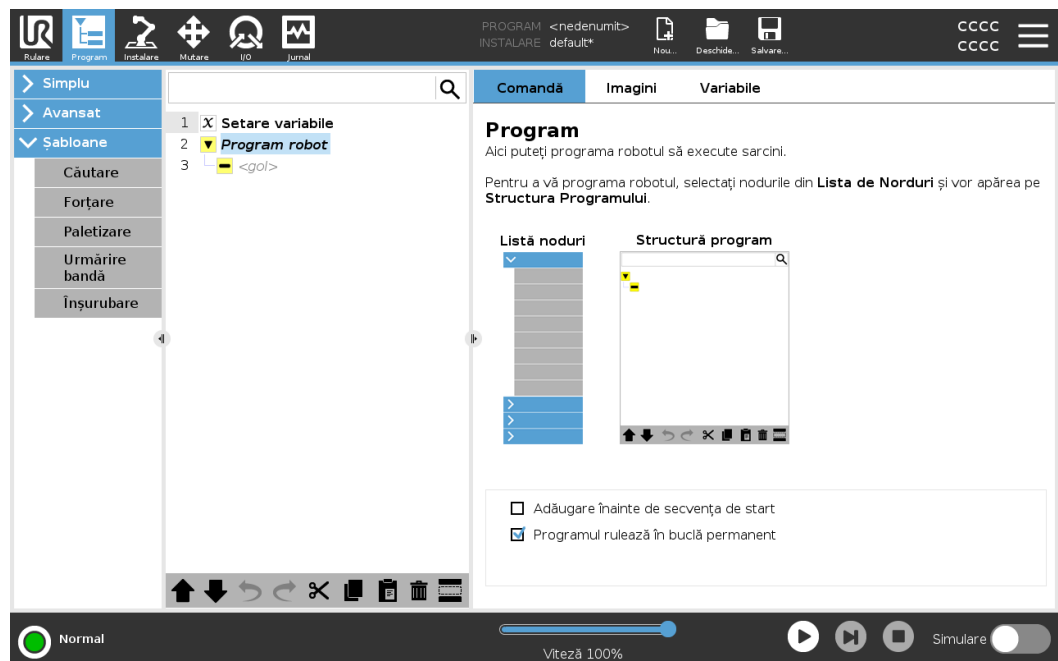 PROGRAM <nedenumit>
INSTALARE default*
cccc
cccc
Rulare Program Instalare Mutare I/O Jurnal Nou... Deschide... Salvare...
Simplu
Avansat
Șabloane
Căutare
Forțare
Paletizare
Urmărire
bandă
Înșurubare
1 X Setare variabile
2 Program robot
3 <gol>
Comandă Imagini Variabile
Program
Aici puteți programa robotul să execute sarcini.
Pentru a vă programa robotul, selectați nodurile din Lista de Norduri și vor apărea pe
Structura Programului.
Listă noduri Structură program
Adăugare înainte de secvența de start
Programul rulează în buclă permanent
Normal
Viteză 100%
Simulare